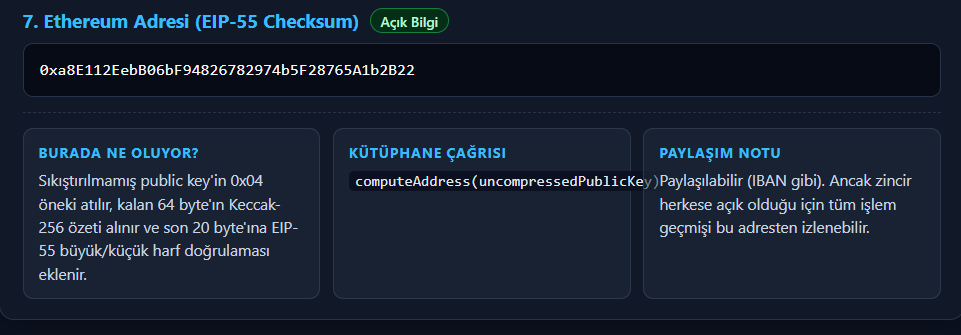 7. Ethereum Adresi (EIP-55 Checksum) Açık Bilgi
0xa8E112EebB06bF94826782974b5F28765A1b2B22
BURADA NE OLUYOR?
Sıkıştırılmamış public key'in 0x04
öneki atılır, kalan 64 byte'ın Keccak-
256 özeti alınır ve son 20 byte'ına EIP-
55 büyük/küçük harf doğrulaması
eklenir.
KÜTÜPHANE ÇAĞRISI
computeAddress(uncompressedPublicKey)
PAYLAŞIM NOTU
Paylaşılabilir (IBAN gibi). Ancak zincir
herkese açık olduğu için tüm işlem
geçmişi bu adresten izlenebilir.